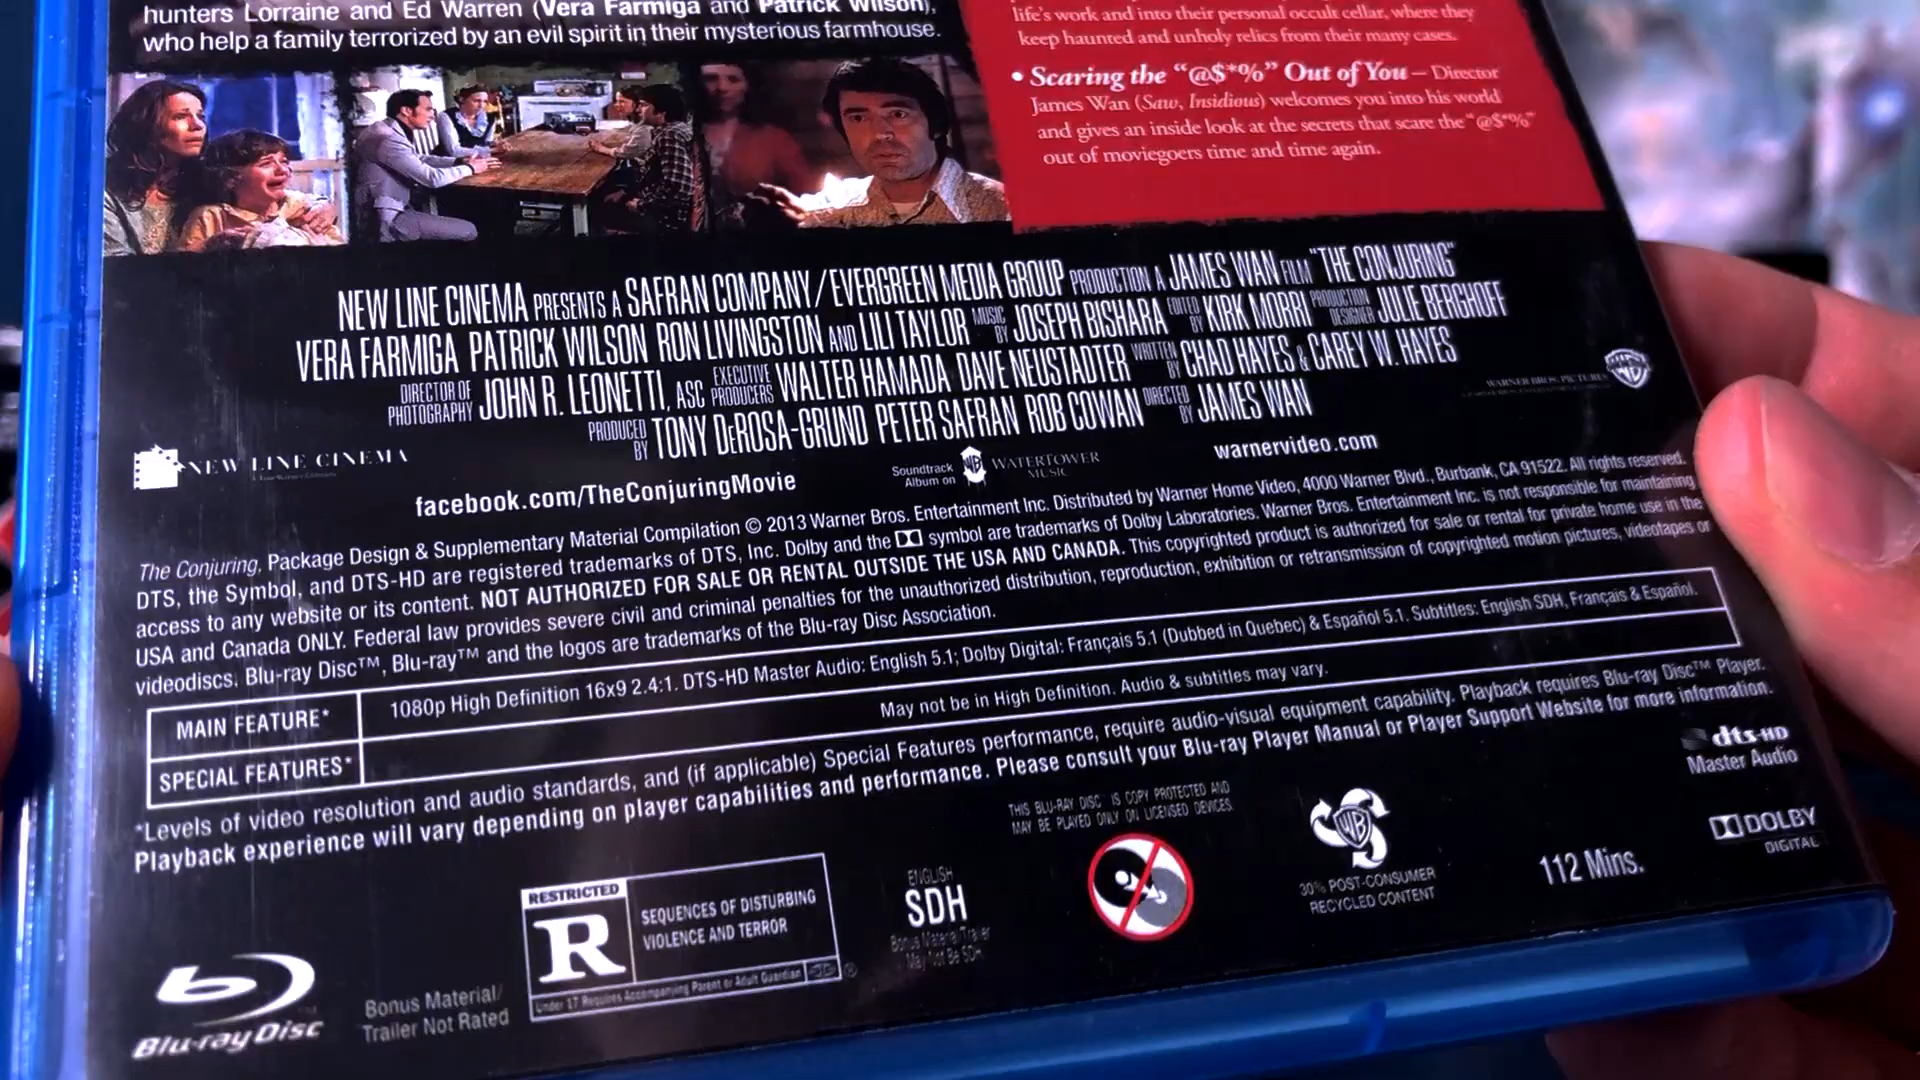 hunters Lorraine and Ed Warren (Vera Farmiga and Patrick Wilson),
who help a family terrorized by an evil spirit in their mysterious farmhouse.
life's work and into their personal occult cellar, where they
keep haunted and unholy relics from their many cases.
• Scaring the “@$*%” Out of You — Director
James Wan (Saw, Insidious) welcomes you into his world
and gives an inside look at the secrets that scare the “@$*%”
out of moviegoers time and time again.
NEW LINE CINEMA PRESENTS A SAFRAN COMPANY/EVERGREEN MEDIA GROUP PRODUCTION A JAMES WAN FILM "THE CONJURING"
VERA FARMIGA PATRICK WILSON RON LIVINGSTON AND LILI TAYLOR MUSIC BY JOSEPH BISHARA EDITED BY KIRK MORRI PRODUCTION DESIGNER JULIE BERGHOFF
DIRECTOR OF PHOTOGRAPHY JOHN R. LEONETTI, ASC EXECUTIVE PRODUCERS WALTER HAMADA DAVE NEUSTADTER WRITTEN BY CHAD HAYES & CAREY W. HAYES
PRODUCED BY TONY DeROSA-GRUND PETER SAFRAN ROB COWAN DIRECTED BY JAMES WAN
WARNER BROS. PICTURES
NEW LINE CINEMA
facebook.com/TheConjuringMovie
Soundtrack
Album on
WATERTOWER
MUSIC
warnervideo.com
The Conjuring, Package Design & Supplementary Material Compilation © 2013 Warner Bros. Entertainment Inc. Distributed by Warner Home Video, 4000 Warner Blvd., Burbank, CA 91522. All rights reserved.
DTS, the Symbol, and DTS-HD are registered trademarks of DTS, Inc. Dolby and the symbol are trademarks of Dolby Laboratories. Warner Bros. Entertainment Inc. is not responsible for maintaining
access to any website or its content. NOT AUTHORIZED FOR SALE OR RENTAL OUTSIDE THE USA AND CANADA. This copyrighted product is authorized for sale or rental for private home use in the
USA and Canada ONLY. Federal law provides severe civil and criminal penalties for the unauthorized distribution, reproduction, exhibition or retransmission of copyrighted motion pictures, videotapes or
videodiscs. Blu-ray Disc™, Blu-ray™ and the logos are trademarks of the Blu-ray Disc Association.
MAIN FEATURE* 1080p High Definition 16x9 2.4:1. DTS-HD Master Audio: English 5.1; Dolby Digital: Français 5.1 (Dubbed in Quebec) & Español 5.1. Subtitles: English SDH, Français & Español.
SPECIAL FEATURES* May not be in High Definition. Audio & subtitles may vary.
*Levels of video resolution and audio standards, and (if applicable) Special Features performance, require audio-visual equipment capability. Playback requires Blu-ray Disc™ Player.
Playback experience will vary depending on player capabilities and performance. Please consult your Blu-ray Player Manual or Player Support Website for more information.
dts-HD
Master Audio
THIS BLU-RAY DISC IS COPY PROTECTED AND
MAY BE PLAYED ONLY ON LICENSED DEVICES.
DOLBY
DIGITAL
Blu-ray Disc
Bonus Material/
Trailer Not Rated
RESTRICTED
R
SEQUENCES OF DISTURBING
VIOLENCE AND TERROR
Under 17 Requires Accompanying Parent or Adult Guardian ®
ENGLISH
SDH
Bonus Material/Trailer
May Not Be SDH
WB
30% POST-CONSUMER
RECYCLED CONTENT
112 Mins.